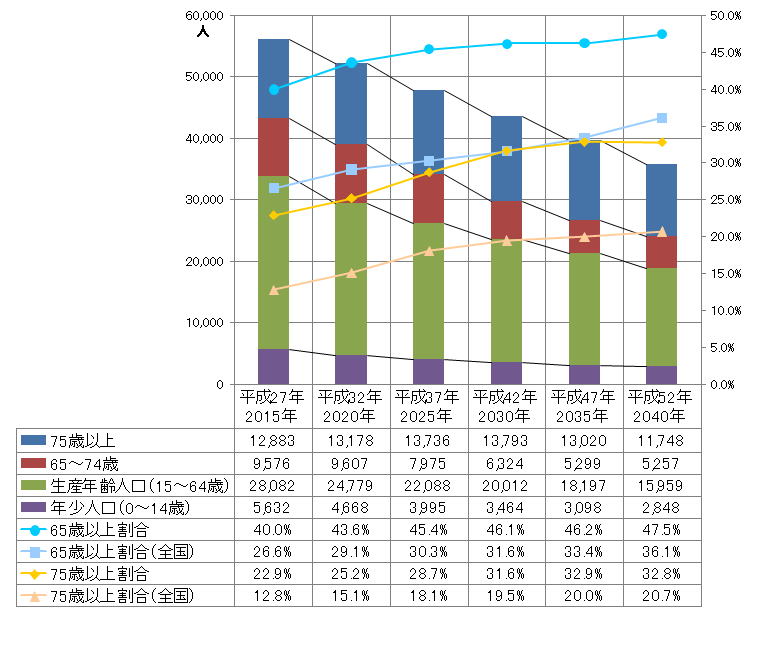 60,000
人
50,000
40,000
30,000
20,000
10,000
0
50.0%
45.0%
40.0%
35.0%
30.0%
25.0%
20.0%
15.0%
10.0%
5.0%
0.0%
平成27年 平成32年 平成37年 平成42年 平成47年 平成52年
2015年 2020年 2025年 2030年 2035年 2040年
75歳以上 12,883 13,178 13,736 13,793 13,020 11,748
65～74歳 9,576 9,607 7,975 6,324 5,299 5,257
生産年齢人口(15～64歳) 28,082 24,779 22,088 20,012 18,197 15,959
年少人口(0～14歳) 5,632 4,668 3,995 3,464 3,098 2,848
65歳以上割合 40.0% 43.6% 45.4% 46.1% 46.2% 47.5%
65歳以上割合(全国) 26.6% 29.1% 30.3% 31.6% 33.4% 36.1%
75歳以上割合 22.9% 25.2% 28.7% 31.6% 32.9% 32.8%
75歳以上割合(全国) 12.8% 15.1% 18.1% 19.5% 20.0% 20.7%